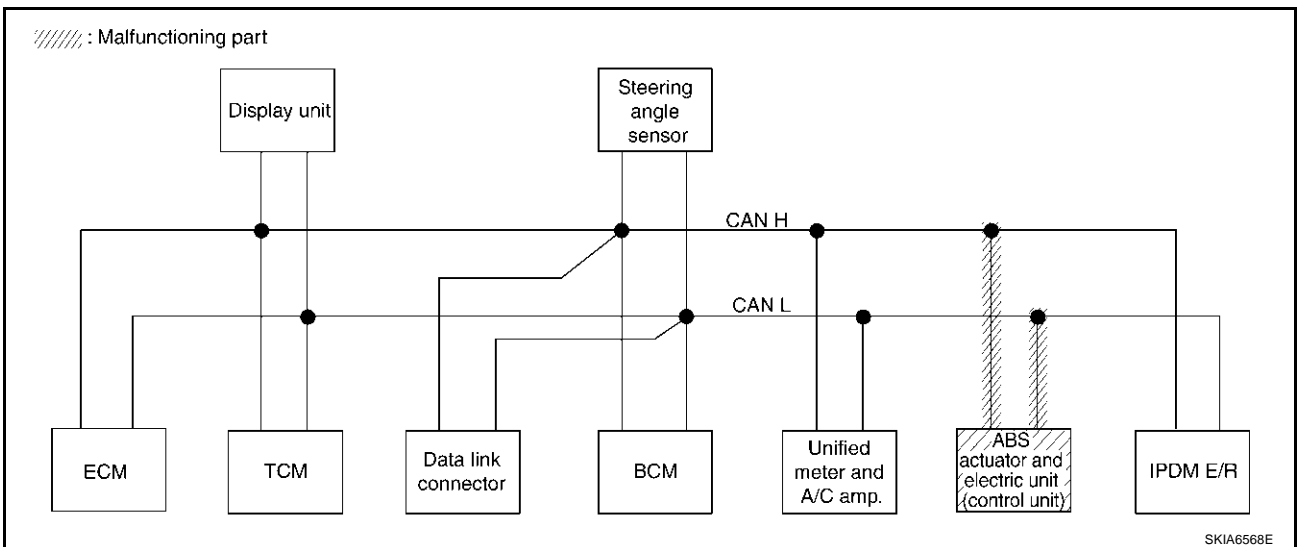 : Malfunctioning part
Display unit
Steering
angle
sensor
CAN H
CAN L
ECM
TCM
Data link
connector
BCM
Unified
meter and
A/C amp.
ABS
actuator and
electric unit
(control unit)
IPDM E/R
SKIA6568E